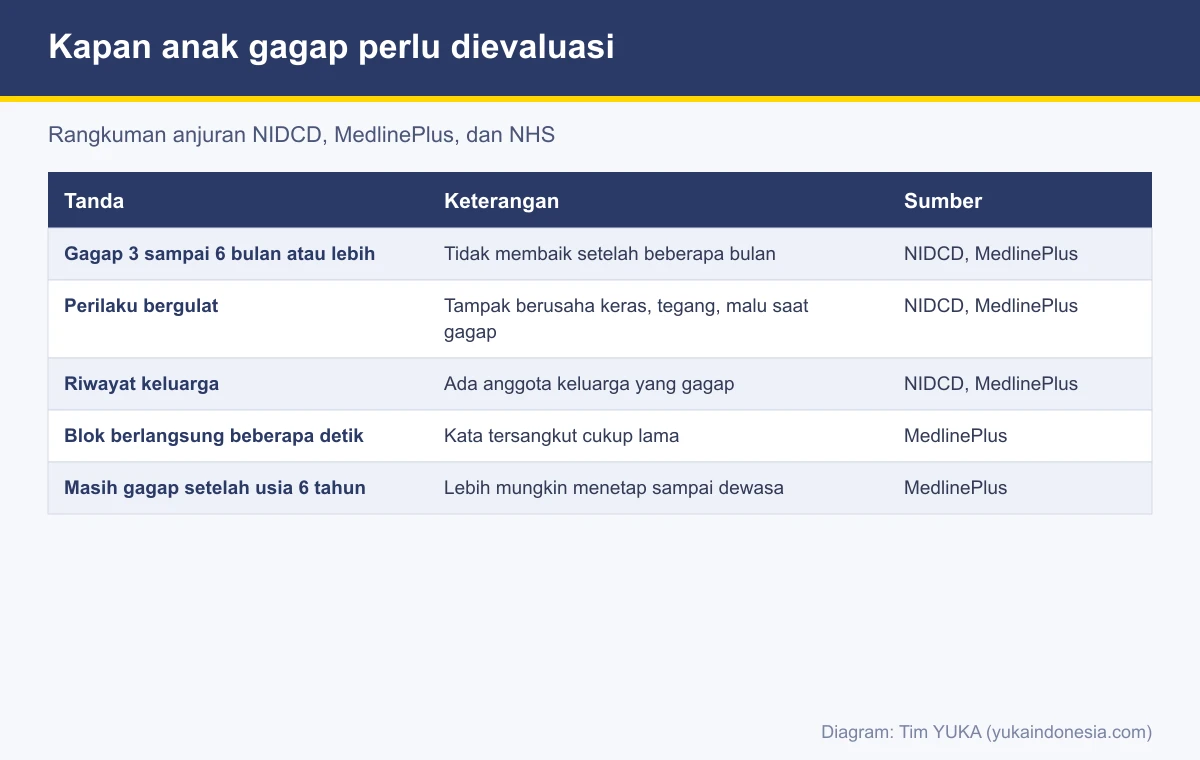 Kapan anak gagap perlu dievaluasi
Rangkuman anjuran NIDCD, MedlinePlus, dan NHS
Tanda Keterangan Sumber
Gagap 3 sampai 6 bulan atau lebih Tidak membaik setelah beberapa bulan NIDCD, MedlinePlus
Perilaku bergulat Tampak berusaha keras, tegang, malu saat NIDCD, MedlinePlus
gagap
Riwayat keluarga Ada anggota keluarga yang gagap NIDCD, MedlinePlus
Blok berlangsung beberapa detik Kata tersangkut cukup lama MedlinePlus
Masih gagap setelah usia 6 tahun Lebih mungkin menetap sampai dewasa MedlinePlus
Diagram: Tim YUKA (yukaindonesia.com)